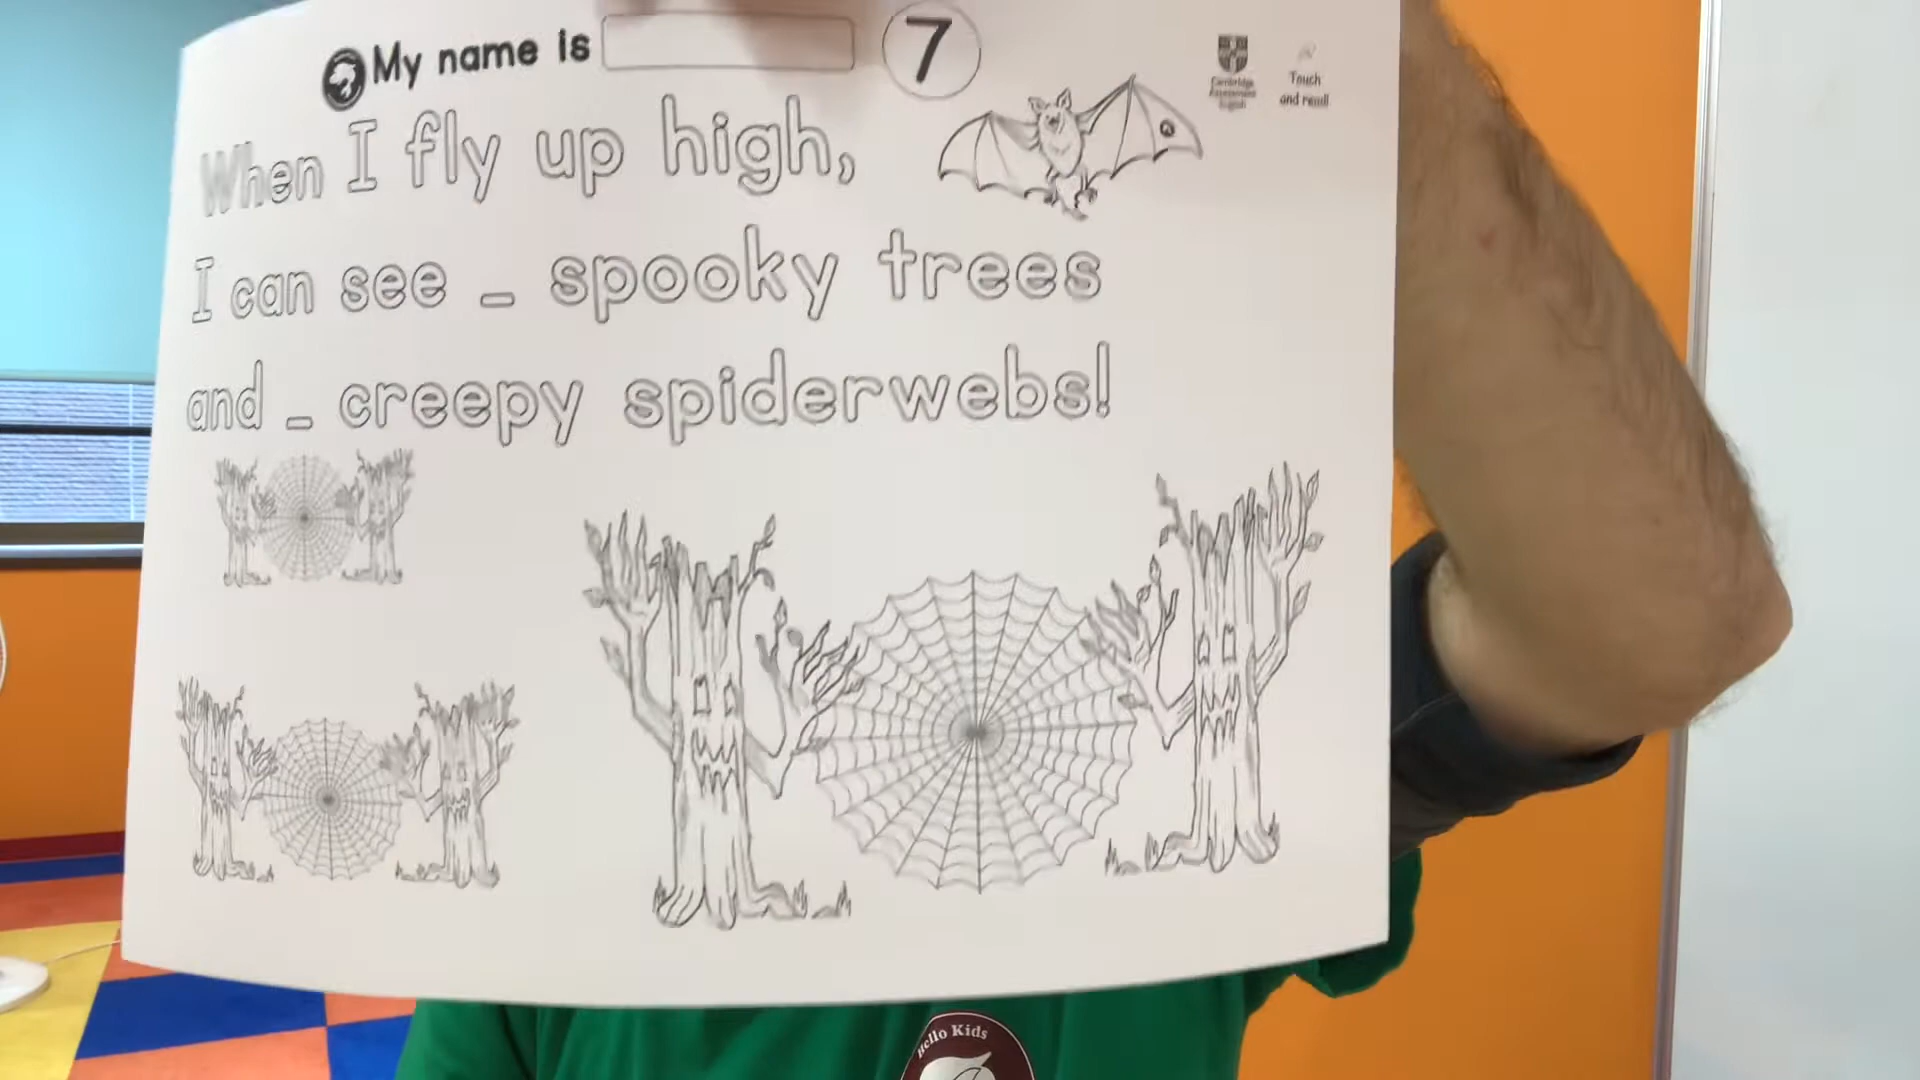 My name is
7
Cambridge
Assessment
English
Touch
and read!
When I fly up high,
I can see _ spooky trees
and _ creepy spiderwebs!
Hello Kids